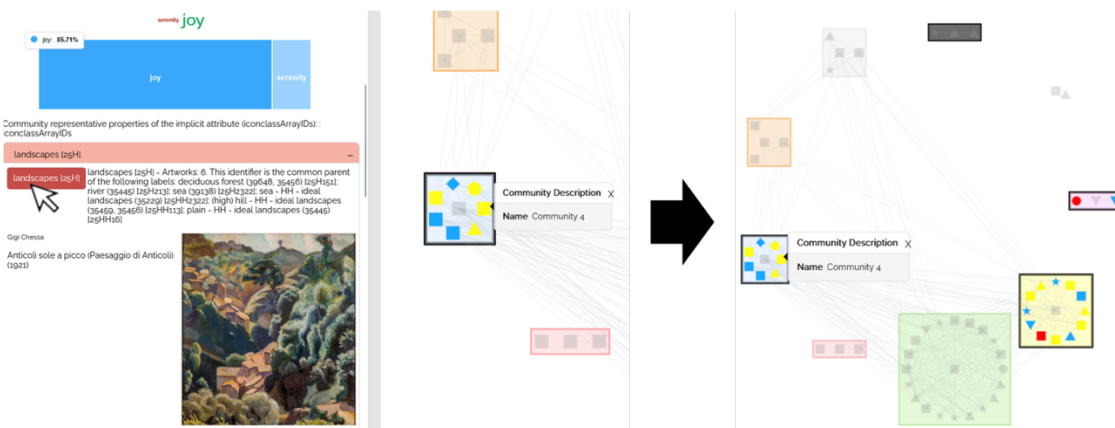 serenity joy
joy: 85.71%
joy
serenity
Community representative properties of the implicit attribute (iconclassArrayIDs): :
iconclassArrayIDs
landscapes [25H]
–
landscapes [25H]
landscapes [25H] - Artworks: 6. This identifier is the common parent
of the following labels: deciduous forest (39648, 35456) [25H151];
river (35445) [25H213]; sea (39138) [25H2322]; sea - HH - ideal
landscapes (35229) [25HH2322]; (high) hill - HH - ideal landscapes
(35459, 35456) [25HH113]; plain - HH - ideal landscapes (35445)
[25HH16]
Gigi Chessa
Anticoli sole a picco (Paesaggio di Anticoli)
(1921)
Community Description X
Name Community 4
Community Description X
Name Community 4